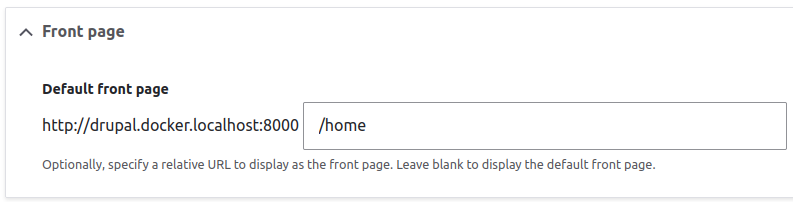 Front page
Default front page
http://drupal.docker.localhost:8000 /home
Optionally, specify a relative URL to display as the front page. Leave blank to display the default front page.